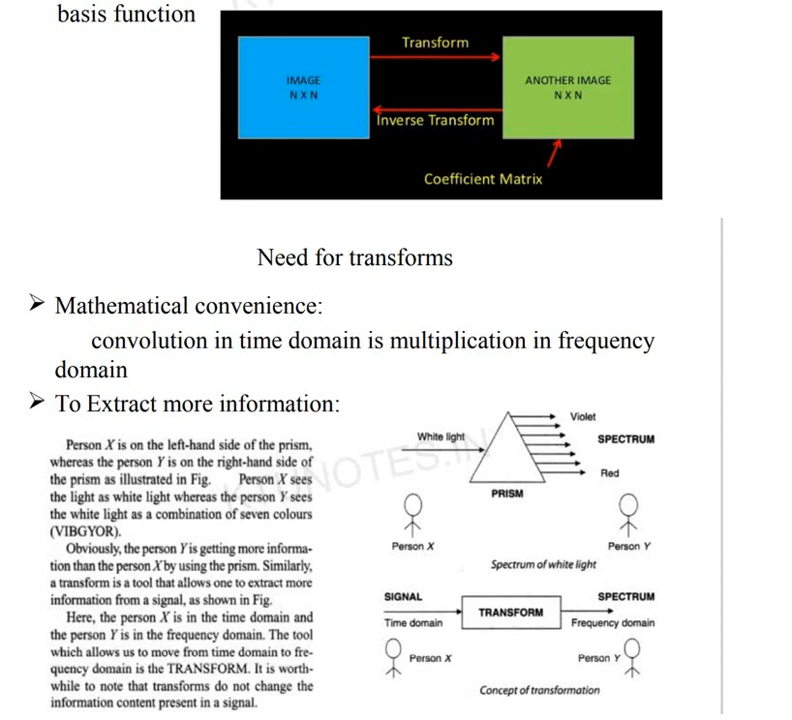 basis function
Transform
IMAGE
N X N
ANOTHER IMAGE
N X N
Inverse Transform
Coefficient Matrix
Need for transforms
➤ Mathematical convenience:
convolution in time domain is multiplication in frequency
domain
➤ To Extract more information:
Person X is on the left-hand side of the prism,
whereas the person Y is on the right-hand side of
the prism as illustrated in Fig. Person X sees
the light as white light whereas the person Y sees
the white light as a combination of seven colours
(VIBGYOR).
Obviously, the person Y is getting more informa-
tion than the person X by using the prism. Similarly,
a transform is a tool that allows one to extract more
information from a signal, as shown in Fig.
Here, the person X is in the time domain and
the person Y is in the frequency domain. The tool
which allows us to move from time domain to fre-
quency domain is the TRANSFORM. It is worth-
while to note that transforms do not change the
information content present in a signal.
White light
Violet
SPECTRUM
Red
PRISM
Person X
Person Y
Spectrum of white light
SIGNAL
SPECTRUM
TRANSFORM
Time domain
Frequency domain
Person X
Person Y
Concept of transformation
KTUNOTES.IN